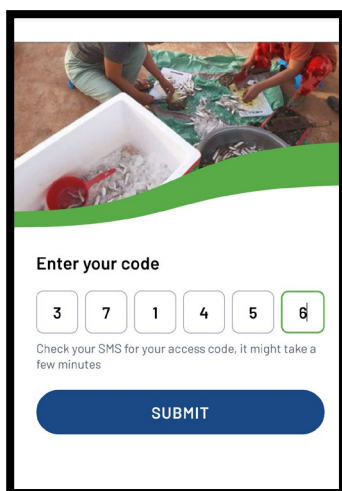 Enter your code
3 7 1 4 5 6
Check your SMS for your access code, it might take a
few minutes
SUBMIT